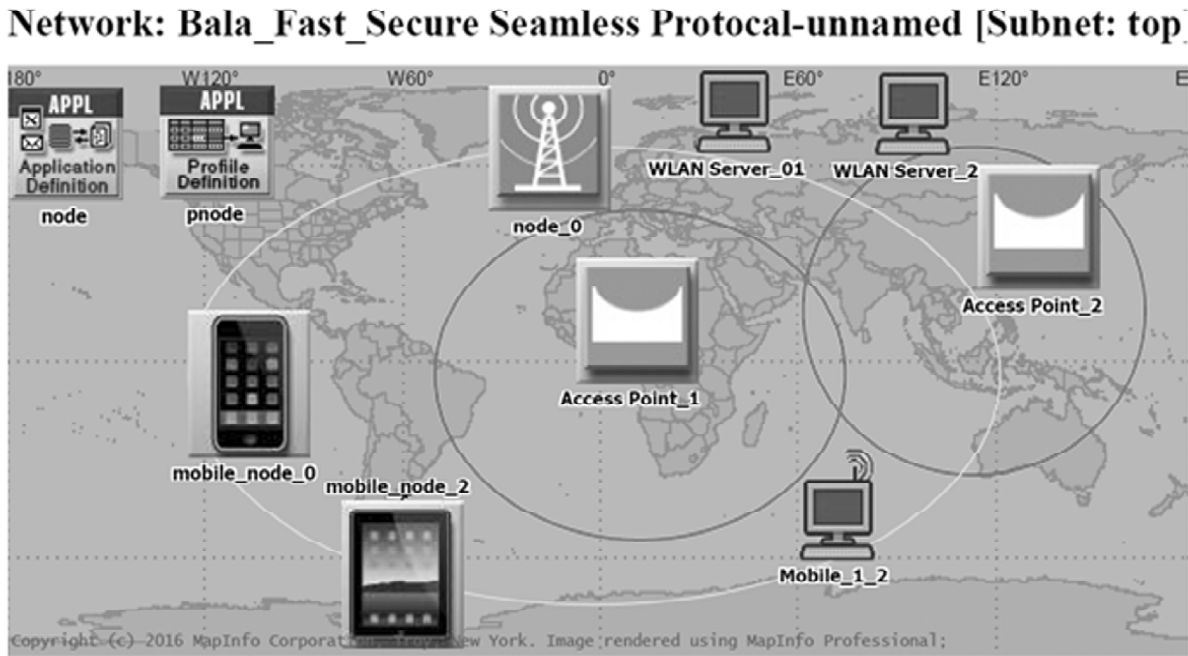 Network: Bala_Fast_Secure Seamless Protocal-unnamed [Subnet: top]
180° W120° W60° 0° E60° E120° E
APPL
Application
Definition
node
APPL
Profile
Definition
pnode
node_0
WLAN Server_01
WLAN Server_2
Access Point_2
Access Point_1
mobile_node_0
mobile_node_2
Mobile_1_2
Copyright (c) 2016 MapInfo Corporation, Troy, New York. Image rendered using MapInfo Professional;